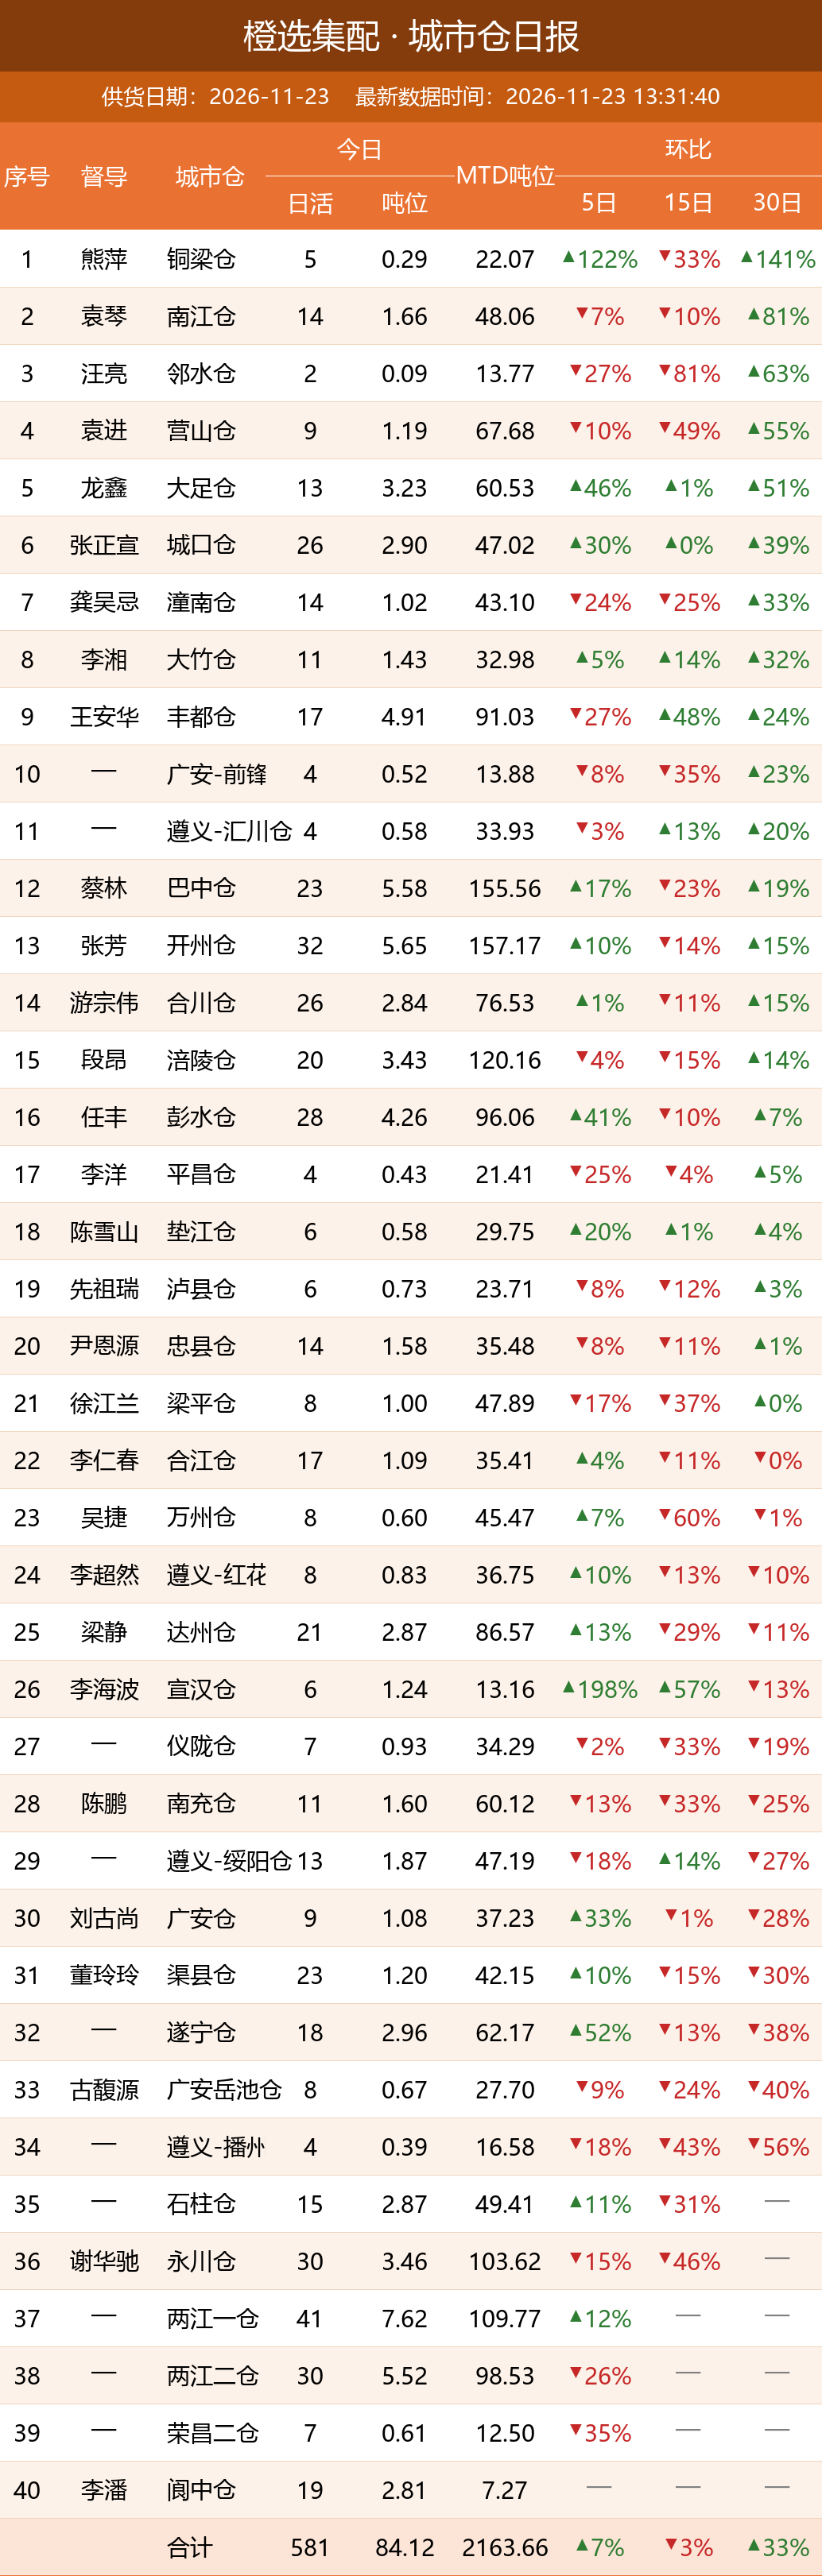 橙选集配 · 城市仓日报
供货日期：2026-11-23 最新数据时间：2026-11-23 13:31:40
序号 督导 城市仓 今日 MTD吨位 环比
日活 吨位 5日 15日 30日
1 熊萍 铜梁仓 5 0.29 22.07 ▲122% ▼33% ▲141%
2 袁琴 南江仓 14 1.66 48.06 ▼7% ▼10% ▲81%
3 汪亮 邻水仓 2 0.09 13.77 ▼27% ▼81% ▲63%
4 袁进 营山仓 9 1.19 67.68 ▼10% ▼49% ▲55%
5 龙鑫 大足仓 13 3.23 60.53 ▲46% ▲1% ▲51%
6 张正宣 城口仓 26 2.90 47.02 ▲30% ▲0% ▲39%
7 龚吴忌 潼南仓 14 1.02 43.10 ▼24% ▼25% ▲33%
8 李湘 大竹仓 11 1.43 32.98 ▲5% ▲14% ▲32%
9 王安华 丰都仓 17 4.91 91.03 ▼27% ▲48% ▲24%
10 — 广安-前锋 4 0.52 13.88 ▼8% ▼35% ▲23%
11 — 遵义-汇川仓 4 0.58 33.93 ▼3% ▲13% ▲20%
12 蔡林 巴中仓 23 5.58 155.56 ▲17% ▼23% ▲19%
13 张芳 开州仓 32 5.65 157.17 ▲10% ▼14% ▲15%
14 游宗伟 合川仓 26 2.84 76.53 ▲1% ▼11% ▲15%
15 段昂 涪陵仓 20 3.43 120.16 ▼4% ▼15% ▲14%
16 任丰 彭水仓 28 4.26 96.06 ▲41% ▼10% ▲7%
17 李洋 平昌仓 4 0.43 21.41 ▼25% ▼4% ▲5%
18 陈雪山 垫江仓 6 0.58 29.75 ▲20% ▲1% ▲4%
19 先祖瑞 泸县仓 6 0.73 23.71 ▼8% ▼12% ▲3%
20 尹恩源 忠县仓 14 1.58 35.48 ▼8% ▼11% ▲1%
21 徐江兰 梁平仓 8 1.00 47.89 ▼17% ▼37% ▲0%
22 李仁春 合江仓 17 1.09 35.41 ▲4% ▼11% ▼0%
23 吴捷 万州仓 8 0.60 45.47 ▲7% ▼60% ▼1%
24 李超然 遵义-红花 8 0.83 36.75 ▲10% ▼13% ▼10%
25 梁静 达州仓 21 2.87 86.57 ▲13% ▼29% ▼11%
26 李海波 宣汉仓 6 1.24 13.16 ▲198% ▲57% ▼13%
27 — 仪陇仓 7 0.93 34.29 ▼2% ▼33% ▼19%
28 陈鹏 南充仓 11 1.60 60.12 ▼13% ▼33% ▼25%
29 — 遵义-绥阳仓 13 1.87 47.19 ▼18% ▲14% ▼27%
30 刘古尚 广安仓 9 1.08 37.23 ▲33% ▼1% ▼28%
31 董玲玲 渠县仓 23 1.20 42.15 ▲10% ▼15% ▼30%
32 — 遂宁仓 18 2.96 62.17 ▲52% ▼13% ▼38%
33 古馥源 广安岳池仓 8 0.67 27.70 ▼9% ▼24% ▼40%
34 — 遵义-播州 4 0.39 16.58 ▼18% ▼43% ▼56%
35 — 石柱仓 15 2.87 49.41 ▲11% ▼31% —
36 谢华驰 永川仓 30 3.46 103.62 ▼15% ▼46% —
37 — 两江一仓 41 7.62 109.77 ▲12% — —
38 — 两江二仓 30 5.52 98.53 ▼26% — —
39 — 荣昌二仓 7 0.61 12.50 ▼35% — —
40 李潘 阆中仓 19 2.81 7.27 — — —
合计 581 84.12 2163.66 ▲7% ▼3% ▲33%